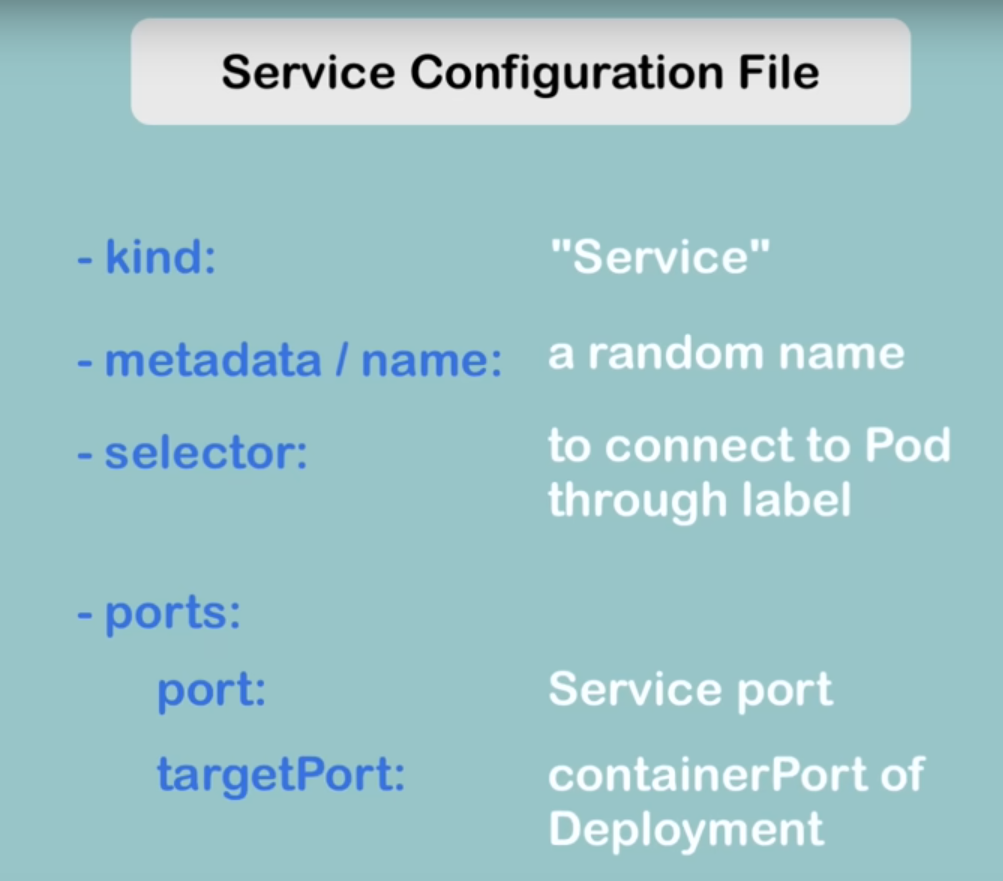 Service Configuration File
- kind: "Service"
- metadata / name: a random name
- selector: to connect to Pod
through label
- ports:
port: Service port
targetPort: containerPort of
Deployment